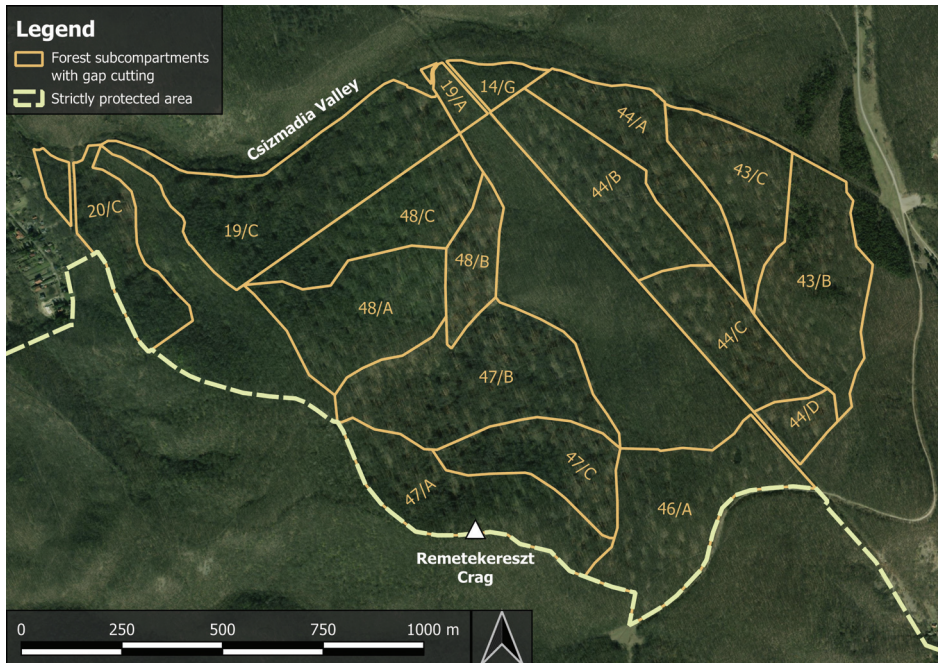 Legend
Forest subcompartments
with gap cutting
Strictly protected area
Csizmadia Valley
19/A
14/G
44/A
43/C
44/B
20/C
19/C
48/C
48/B
43/B
48/A
44/C
47/B
44/D
47/C
47/A
46/A
Remetekereszt
Crag
0 250 500 750 1000 m